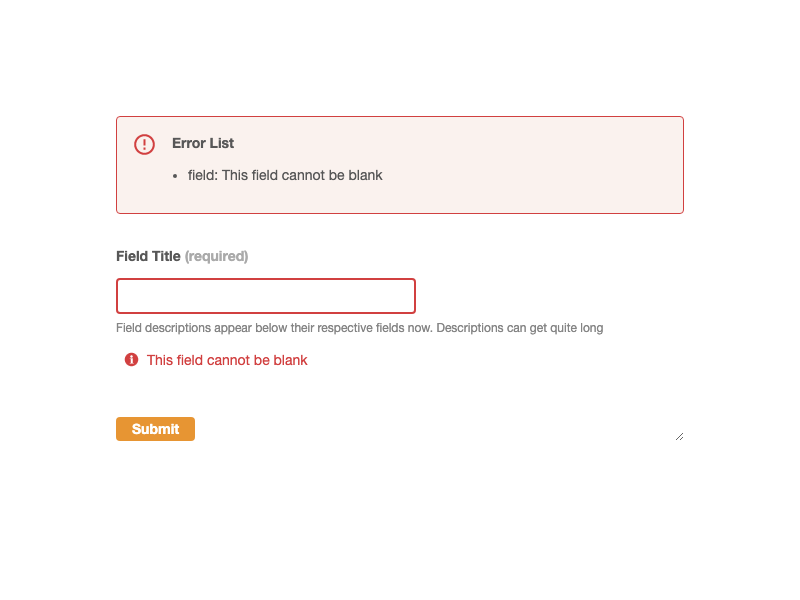 Error List
• field: This field cannot be blank
Field Title (required)
Field descriptions appear below their respective fields now. Descriptions can get quite long
This field cannot be blank
Submit